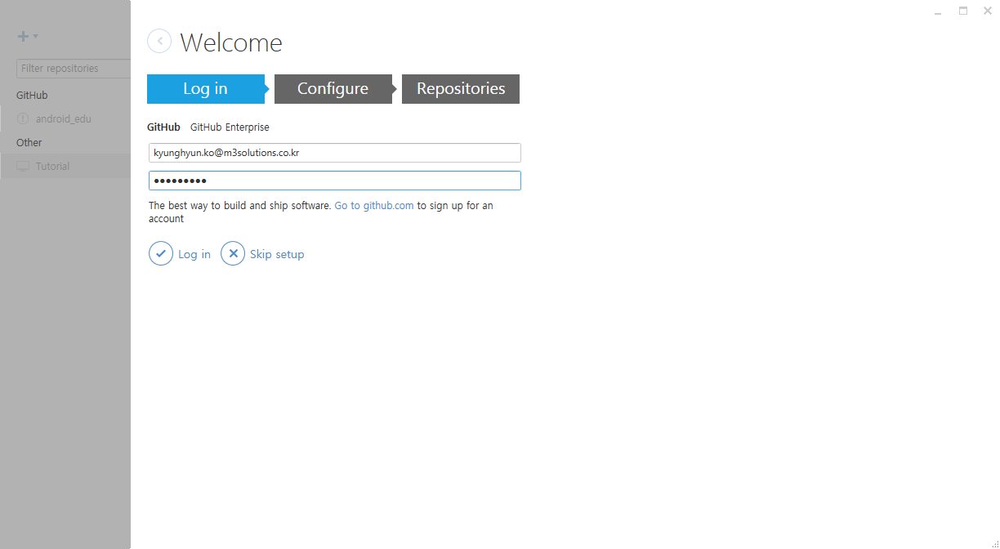 Welcome
Filter repositories
GitHub
android_edu
Other
Tutorial
Log in
Configure
Repositories
GitHub GitHub Enterprise
kyunghyun.ko@m3solutions.co.kr
●●●●●●●●●
The best way to build and ship software. Go to github.com to sign up for an
account
Log in Skip setup